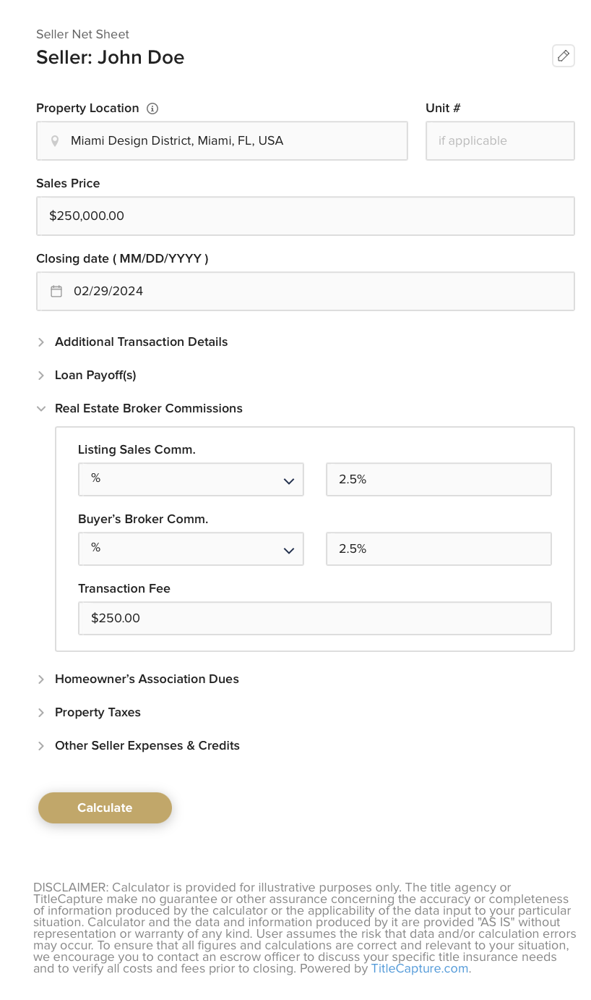 Seller Net Sheet
Seller: John Doe
Property Location
Unit #
Miami Design District, Miami, FL, USA
if applicable
Sales Price
$250,000.00
Closing date ( MM/DD/YYYY )
02/29/2024
Additional Transaction Details
Loan Payoff(s)
Real Estate Broker Commissions
Listing Sales Comm.
%
2.5%
Buyer’s Broker Comm.
%
2.5%
Transaction Fee
$250.00
Homeowner’s Association Dues
Property Taxes
Other Seller Expenses & Credits
Calculate
DISCLAIMER: Calculator is provided for illustrative purposes only. The title agency or
TitleCapture make no guarantee or other assurance concerning the accuracy or completeness
of information produced by the calculator or the applicability of the data input to your particular
situation. Calculator and the data and information produced by it are provided "AS IS" without
representation or warranty of any kind. User assumes the risk that data and/or calculation errors
may occur. To ensure that all figures and calculations are correct and relevant to your situation,
we encourage you to contact an escrow officer to discuss your specific title insurance needs
and to verify all costs and fees prior to closing. Powered by TitleCapture.com.